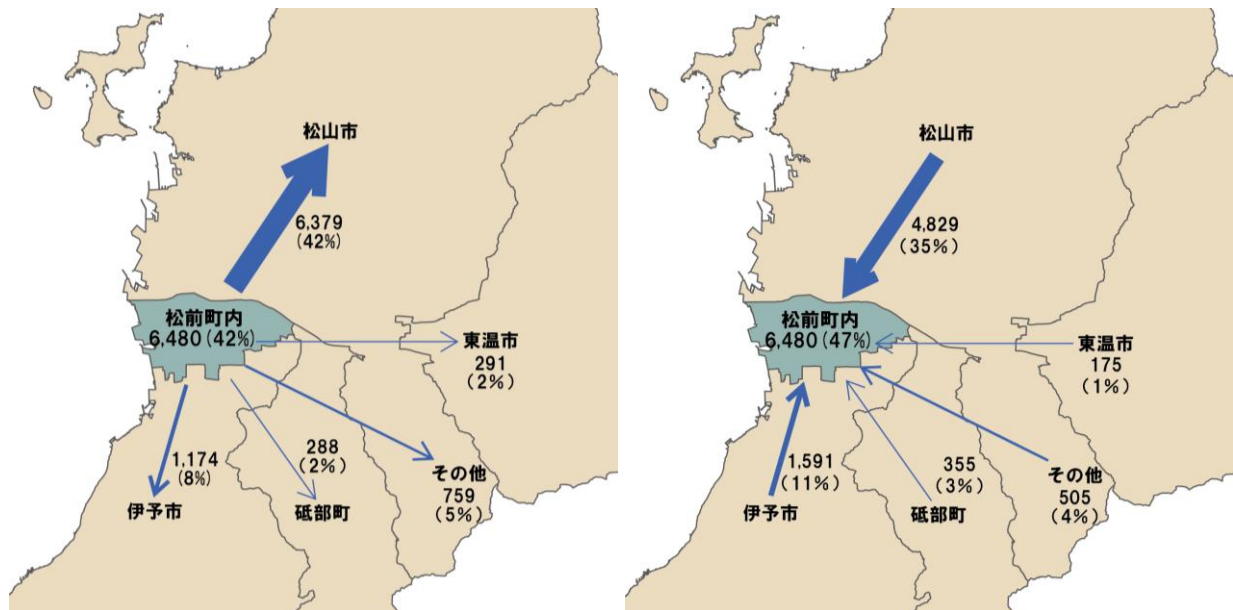 松山市
6,379
(42%)
松前町内
6,480(42%)
東温市
291
(2%)
288
(2%)
1,174
(8%)
その他
759
(5%)
伊予市
砥部町
松山市
4,829
(35%)
松前町内
6,480(47%)
東温市
175
(1%)
1,591
(11%)
355
(3%)
その他
505
(4%)
伊予市
砥部町